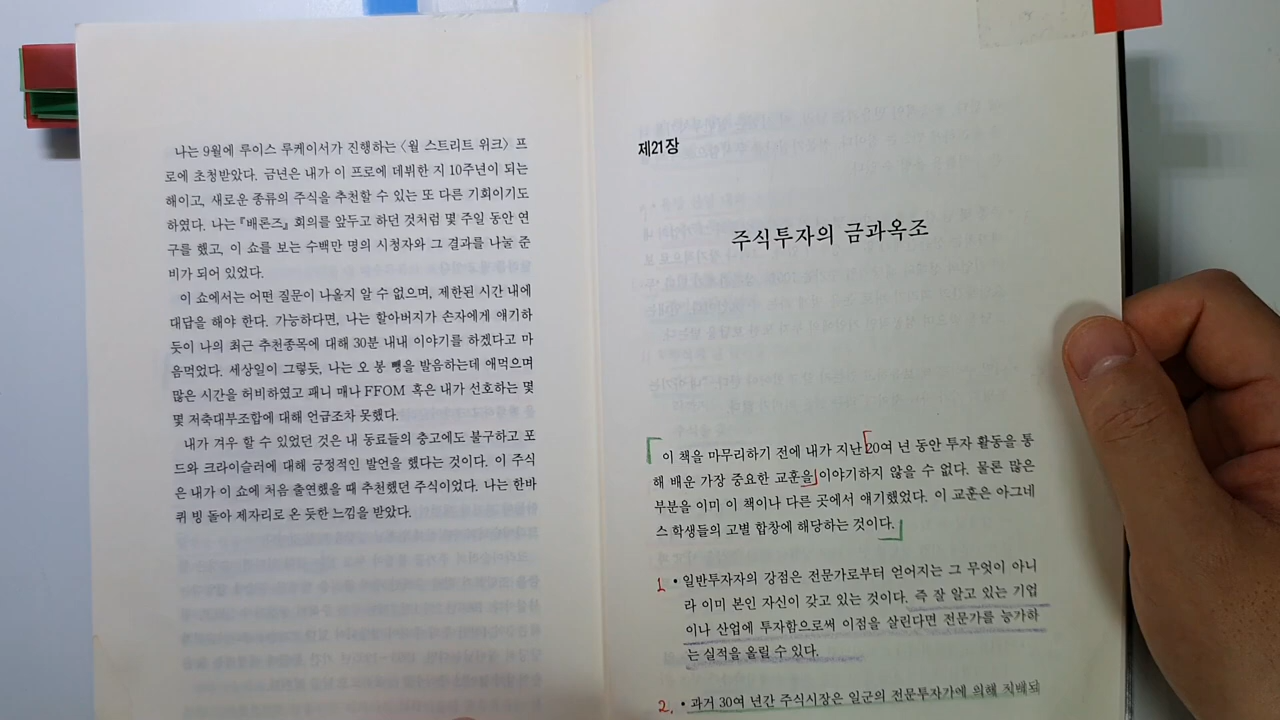 나는 9월에 루이스 루케이서가 진행하는 〈월 스트리트 위크〉 프
로에 초청받았다. 금년은 내가 이 프로에 데뷔한 지 10주년이 되는
해이고, 새로운 종류의 주식을 추천할 수 있는 또 다른 기회이기도
하였다. 나는 『배론즈』 회의를 앞두고 하던 것처럼 몇 주일 동안 연
구를 했고, 이 쇼를 보는 수백만 명의 시청자와 그 결과를 나눌 준
비가 되어 있었다.
이 쇼에서는 어떤 질문이 나올지 알 수 없으며, 제한된 시간 내에
대답을 해야 한다. 가능하다면, 나는 할아버지가 손자에게 얘기하
듯이 나의 최근 추천종목에 대해 30분 내내 이야기를 하겠다고 마
음먹었다. 세상일이 그렇듯, 나는 오 봉 뺑을 발음하는데 애먹으며
많은 시간을 허비하였고 패니 매나 FFOM 혹은 내가 선호하는 몇
몇 저축대부조합에 대해 언급조차 못했다.
내가 겨우 할 수 있었던 것은 내 동료들의 충고에도 불구하고 포
드와 크라이슬러에 대해 긍정적인 발언을 했다는 것이다. 이 주식
은 내가 이 쇼에 처음 출연했을 때 추천했던 주식이었다. 나는 한바
퀴 빙 돌아 제자리로 온 듯한 느낌을 받았다.
제21장
주식투자의 금과옥조
이 책을 마무리하기 전에 내가 지난 20여 년 동안 투자 활동을 통
해 배운 가장 중요한 교훈을 이야기하지 않을 수 없다. 물론 많은
부분을 이미 이 책이나 다른 곳에서 얘기했었다. 이 교훈은 아그네
스 학생들의 고별 합창에 해당하는 것이다.
1 • 일반투자자의 강점은 전문가로부터 얻어지는 그 무엇이 아니
라 이미 본인 자신이 갖고 있는 것이다. 즉 잘 알고 있는 기업
이나 산업에 투자함으로써 이점을 살린다면 전문가를 능가하
는 실적을 올릴 수 있다.
2. • 과거 30여 년간 주식시장은 일군의 전문투자가에 의해 지배되